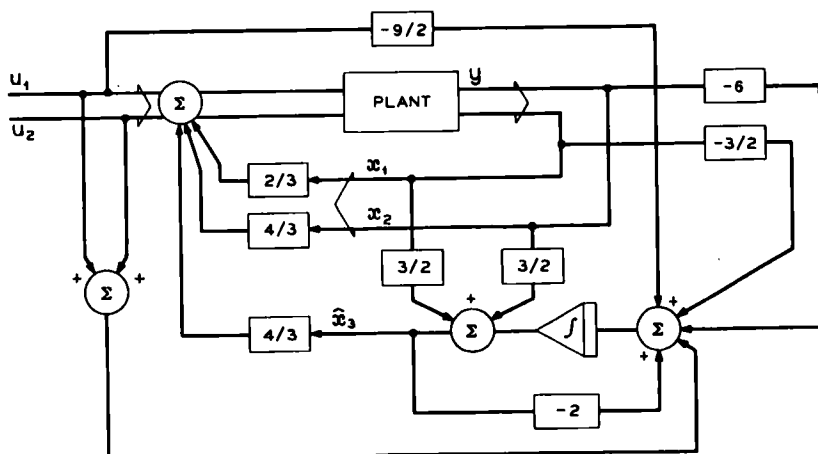 -9/2
u₁
y
Σ
PLANT
-6
u₂
-3/2
x₁
2/3
x₂
4/3
3/2
3/2
+ +
Σ
+
+
x̂₃
4/3
Σ
∫
Σ
+
-2